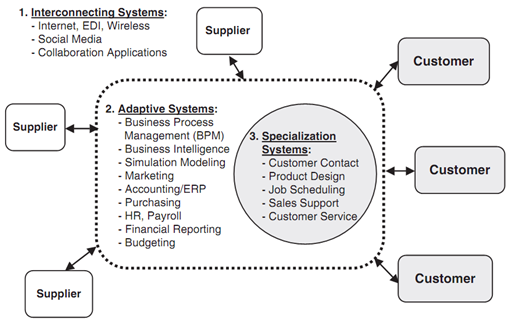 1. Interconnecting Systems:
- Internet, EDI, Wireless
- Social Media
- Collaboration Applications
Supplier
Customer
Supplier
2. Adaptive Systems:
- Business Process
Management (BPM)
- Business Intelligence
- Simulation Modeling
- Marketing
- Accounting/ERP
- Purchasing
- HR, Payroll
- Financial Reporting
- Budgeting
3. Specialization
Systems:
- Customer Contact
- Product Design
- Job Scheduling
- Sales Support
- Customer Service
Customer
Supplier
Customer